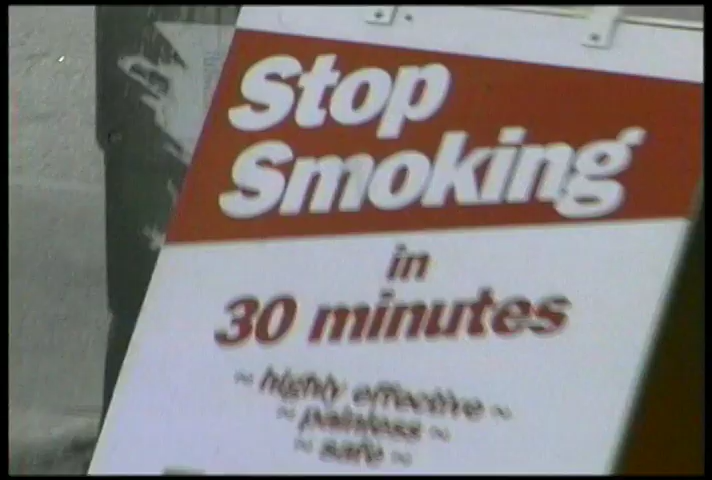 Stop
Smoking
in
30 minutes
~ highly effective ~
~ painless ~
~ safe ~